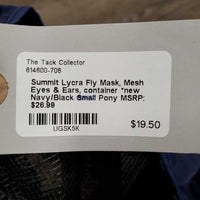 The Tack Collector
614600-706
Summit Lycra Fly Mask, Mesh
Eyes & Ears, container *new
Navy/Black Small Pony MSRP:
$26.99
$19.50
UGSK5K